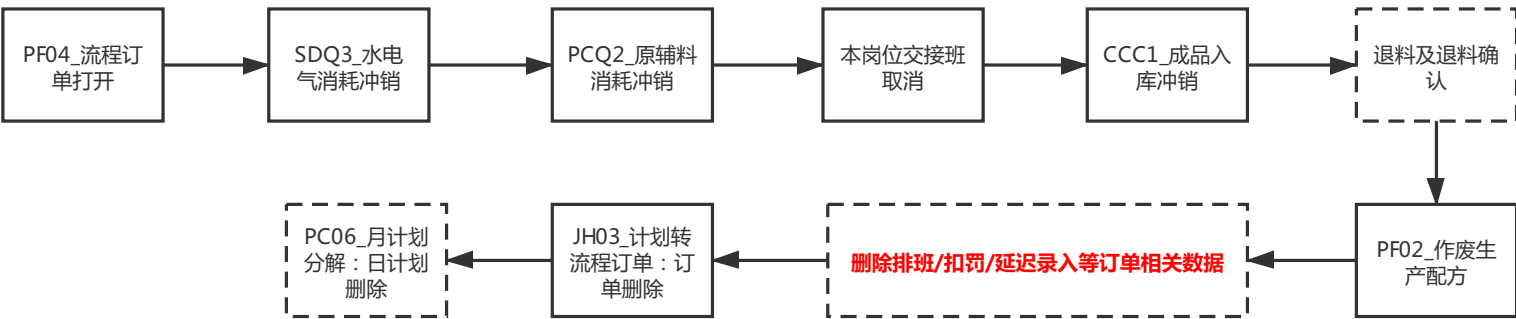 PF04_流程订
单打开
SDQ3_水电
气消耗冲销
PCQ2_原辅料
消耗冲销
本岗位交接班
取消
CCC1_成品入
库冲销
退料及退料确
认
PF02_作废生
产配方
删除排班/扣罚/延迟录入等订单相关数据
JH03_计划转
流程订单：订
单删除
PC06_月计划
分解：日计划
删除